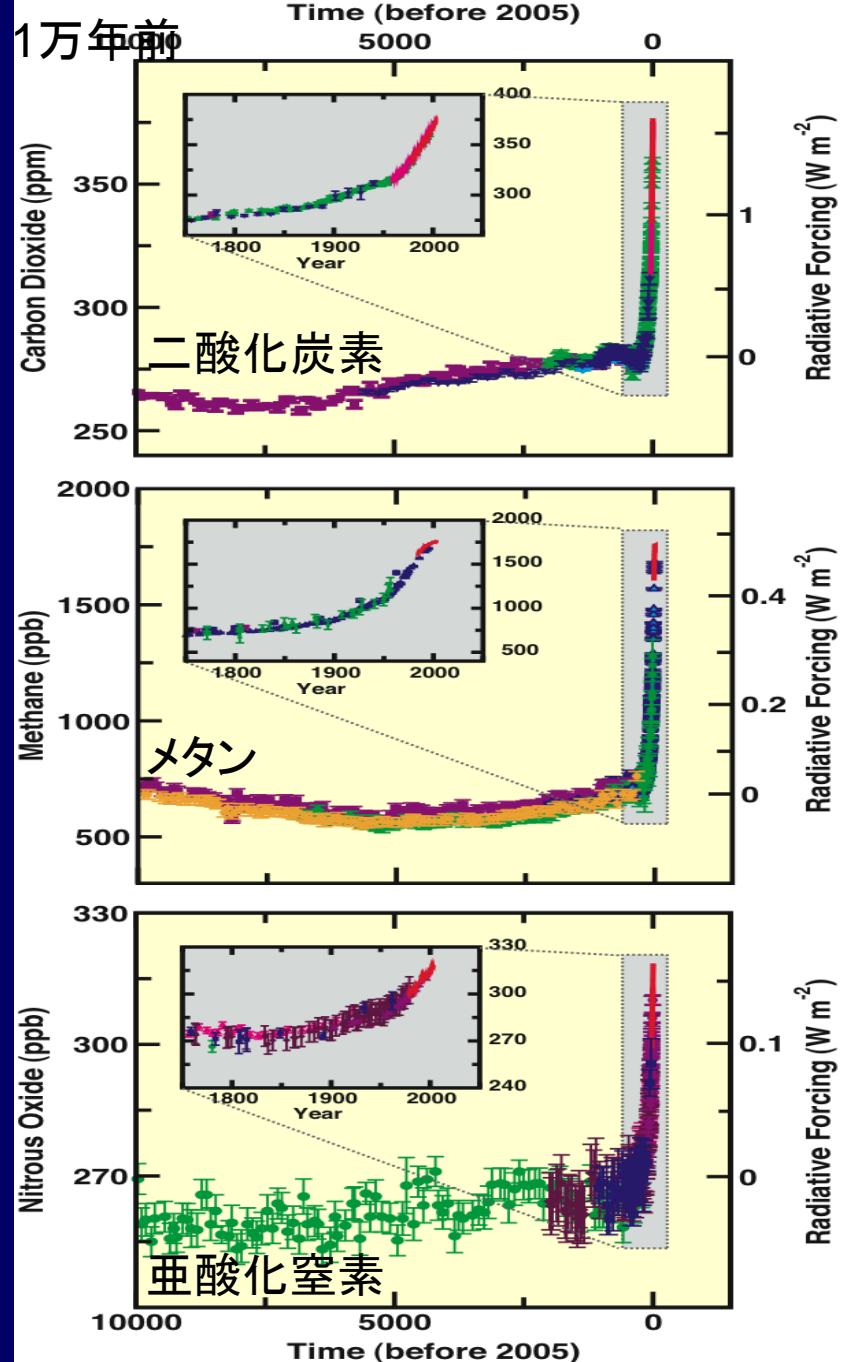 Time (before 2005)
1万年前
10000 5000 0
Carbon Dioxide (ppm)
350
300
250
400
350
300
1800 1900 2000
Year
二酸化炭素
1
0
Radiative Forcing (W m-2)
Methane (ppb)
2000
1500
1000
500
2000
1500
1000
500
1800 1900 2000
Year
メタン
0.4
0.2
0
Radiative Forcing (W m-2)
Nitrous Oxide (ppb)
330
300
270
330
300
270
240
1800 1900 2000
Year
亜酸化窒素
0.1
0
Radiative Forcing (W m-2)
10000 5000 0
Time (before 2005)